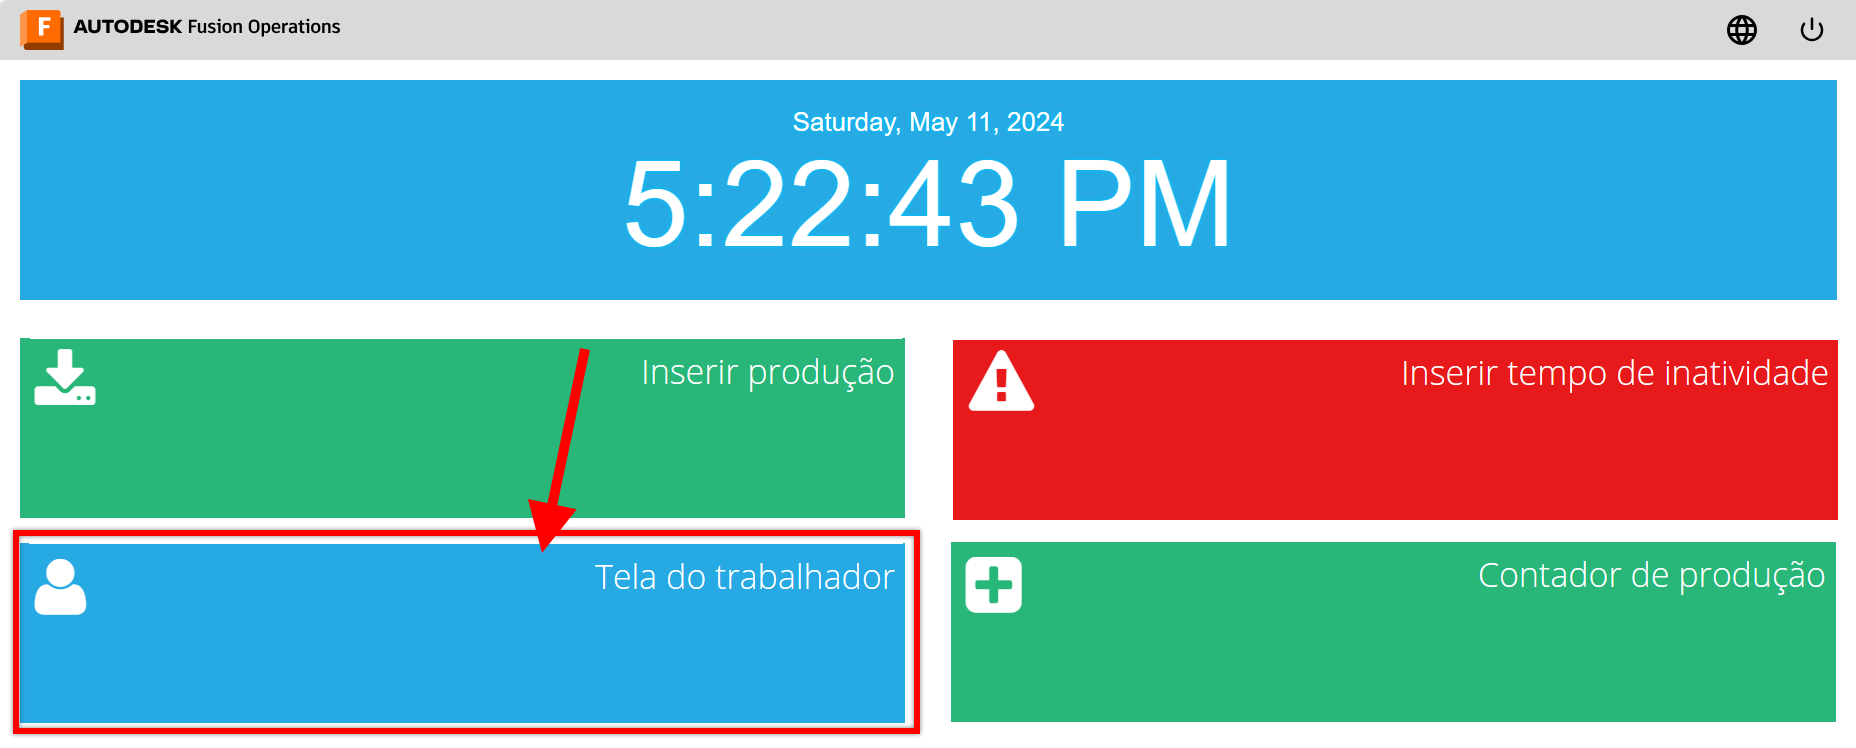 F AUTODESK Fusion Operations
Saturday, May 11, 2024
5:22:43 PM
Inserir produção
Inserir tempo de inatividade
Tela do trabalhador
Contador de produção